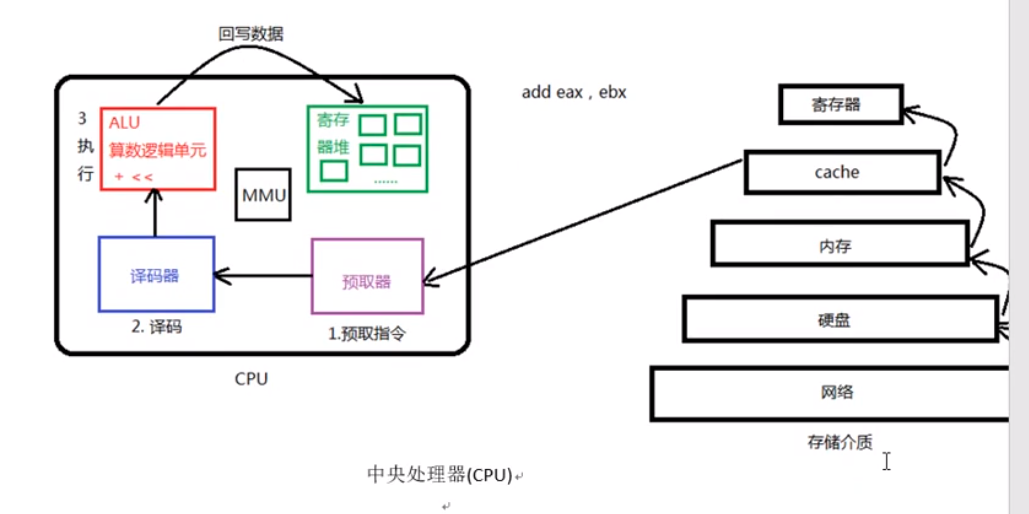 回写数据
3
执
行
ALU
算数逻辑单元
+ <<
寄存
器堆
......
MMU
译码器
预取器
2. 译码
1.预取指令
CPU
add eax , ebx
寄存器
cache
内存
硬盘
网络
存储介质
中央处理器(CPU)